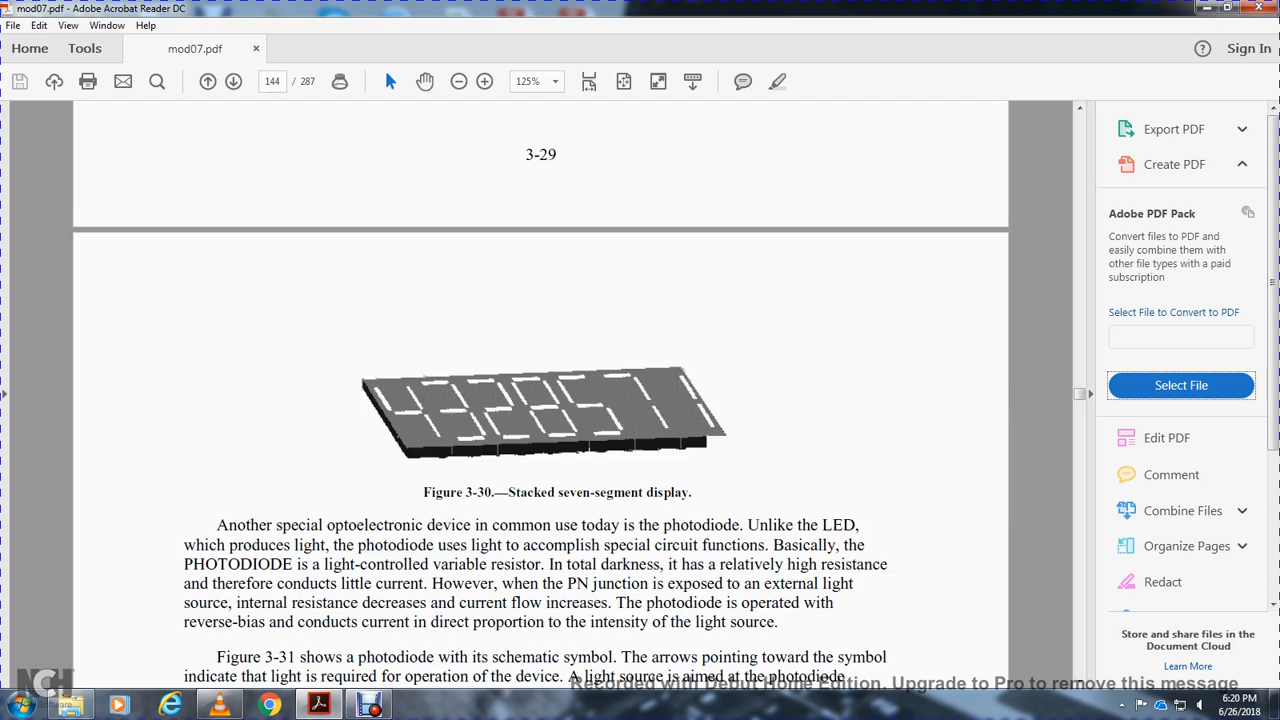 mod07.pdf - Adobe Acrobat Reader DC
File Edit View Window Help
Home Tools mod07.pdf × ? Sign In
144 / 287 125%
3-29
Figure 3-30.—Stacked seven-segment display.
Another special optoelectronic device in common use today is the photodiode. Unlike the LED,
which produces light, the photodiode uses light to accomplish special circuit functions. Basically, the
PHOTODIODE is a light-controlled variable resistor. In total darkness, it has a relatively high resistance
and therefore conducts little current. However, when the PN junction is exposed to an external light
source, internal resistance decreases and current flow increases. The photodiode is operated with
reverse-bias and conducts current in direct proportion to the intensity of the light source.
Figure 3-31 shows a photodiode with its schematic symbol. The arrows pointing toward the symbol
indicate that light is required for operation of the device. A light source is aimed at the photodiode
Export PDF
Create PDF
Adobe PDF Pack
Convert files to PDF and
easily combine them with
other file types with a paid
subscription
Select File to Convert to PDF
Select File
Edit PDF
Comment
Combine Files
Organize Pages
Redact
Store and share files in the
Document Cloud
Learn More
NCH
Software
Recorded with Debut Home Edition. Upgrade to Pro to remove this message
6:20 PM
6/26/2018